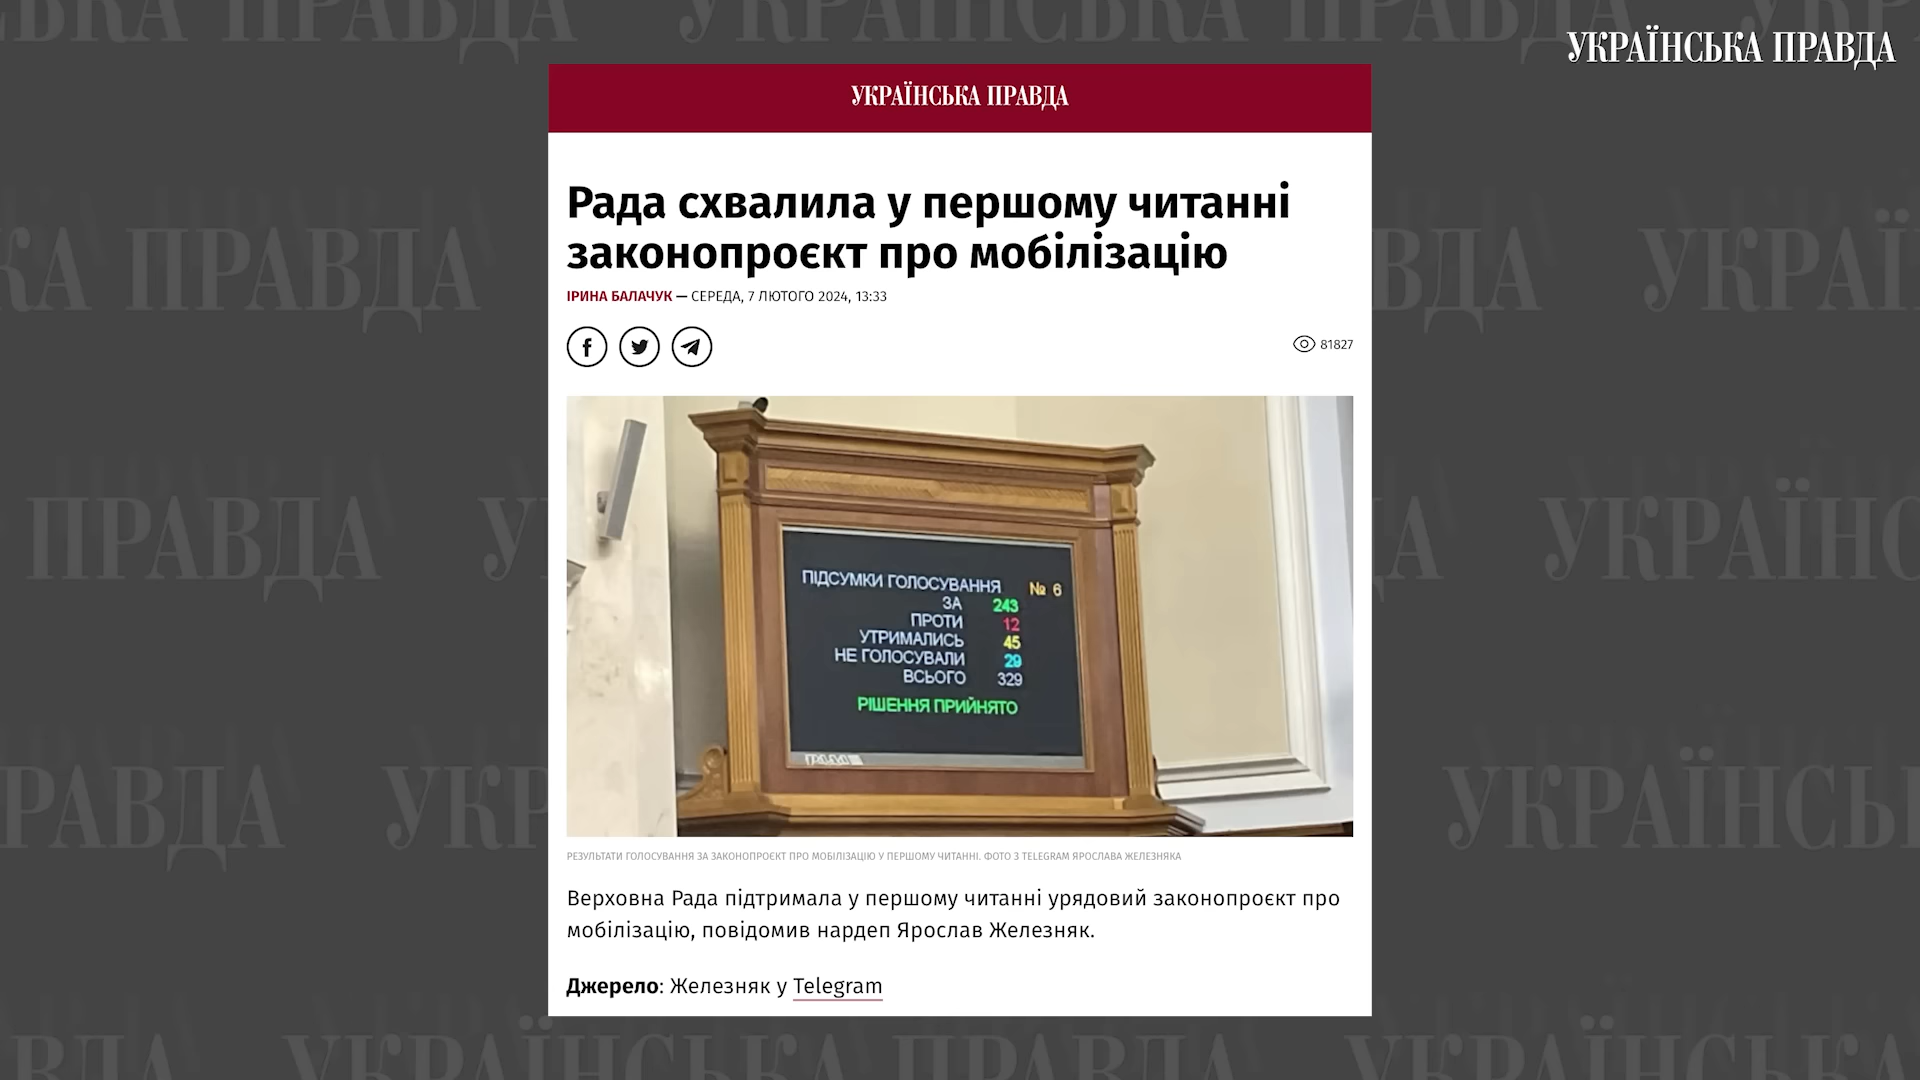 УКРАЇНСЬКА ПРАВДА
УКРАЇНСЬКА ПРАВДА
Рада схвалила у першому читанні
законопроєкт про мобілізацію
ІРИНА БАЛАЧУК — СЕРЕДА, 7 ЛЮТОГО 2024, 13:33
81827
ПІДСУМКИ ГОЛОСУВАННЯ № 6
ЗА 243
ПРОТИ 12
УТРИМАЛИСЬ 45
НЕ ГОЛОСУВАЛИ 29
ВСЬОГО 329
РІШЕННЯ ПРИЙНЯТО
РЕЗУЛЬТАТИ ГОЛОСУВАННЯ ЗА ЗАКОНОПРОЄКТ ПРО МОБІЛІЗАЦІЮ У ПЕРШОМУ ЧИТАННІ. ФОТО З TELEGRAM ЯРОСЛАВА ЖЕЛЕЗНЯКА
Верховна Рада підтримала у першому читанні урядовий законопроєкт про
мобілізацію, повідомив нардеп Ярослав Железняк.
Джерело: Железняк у Telegram